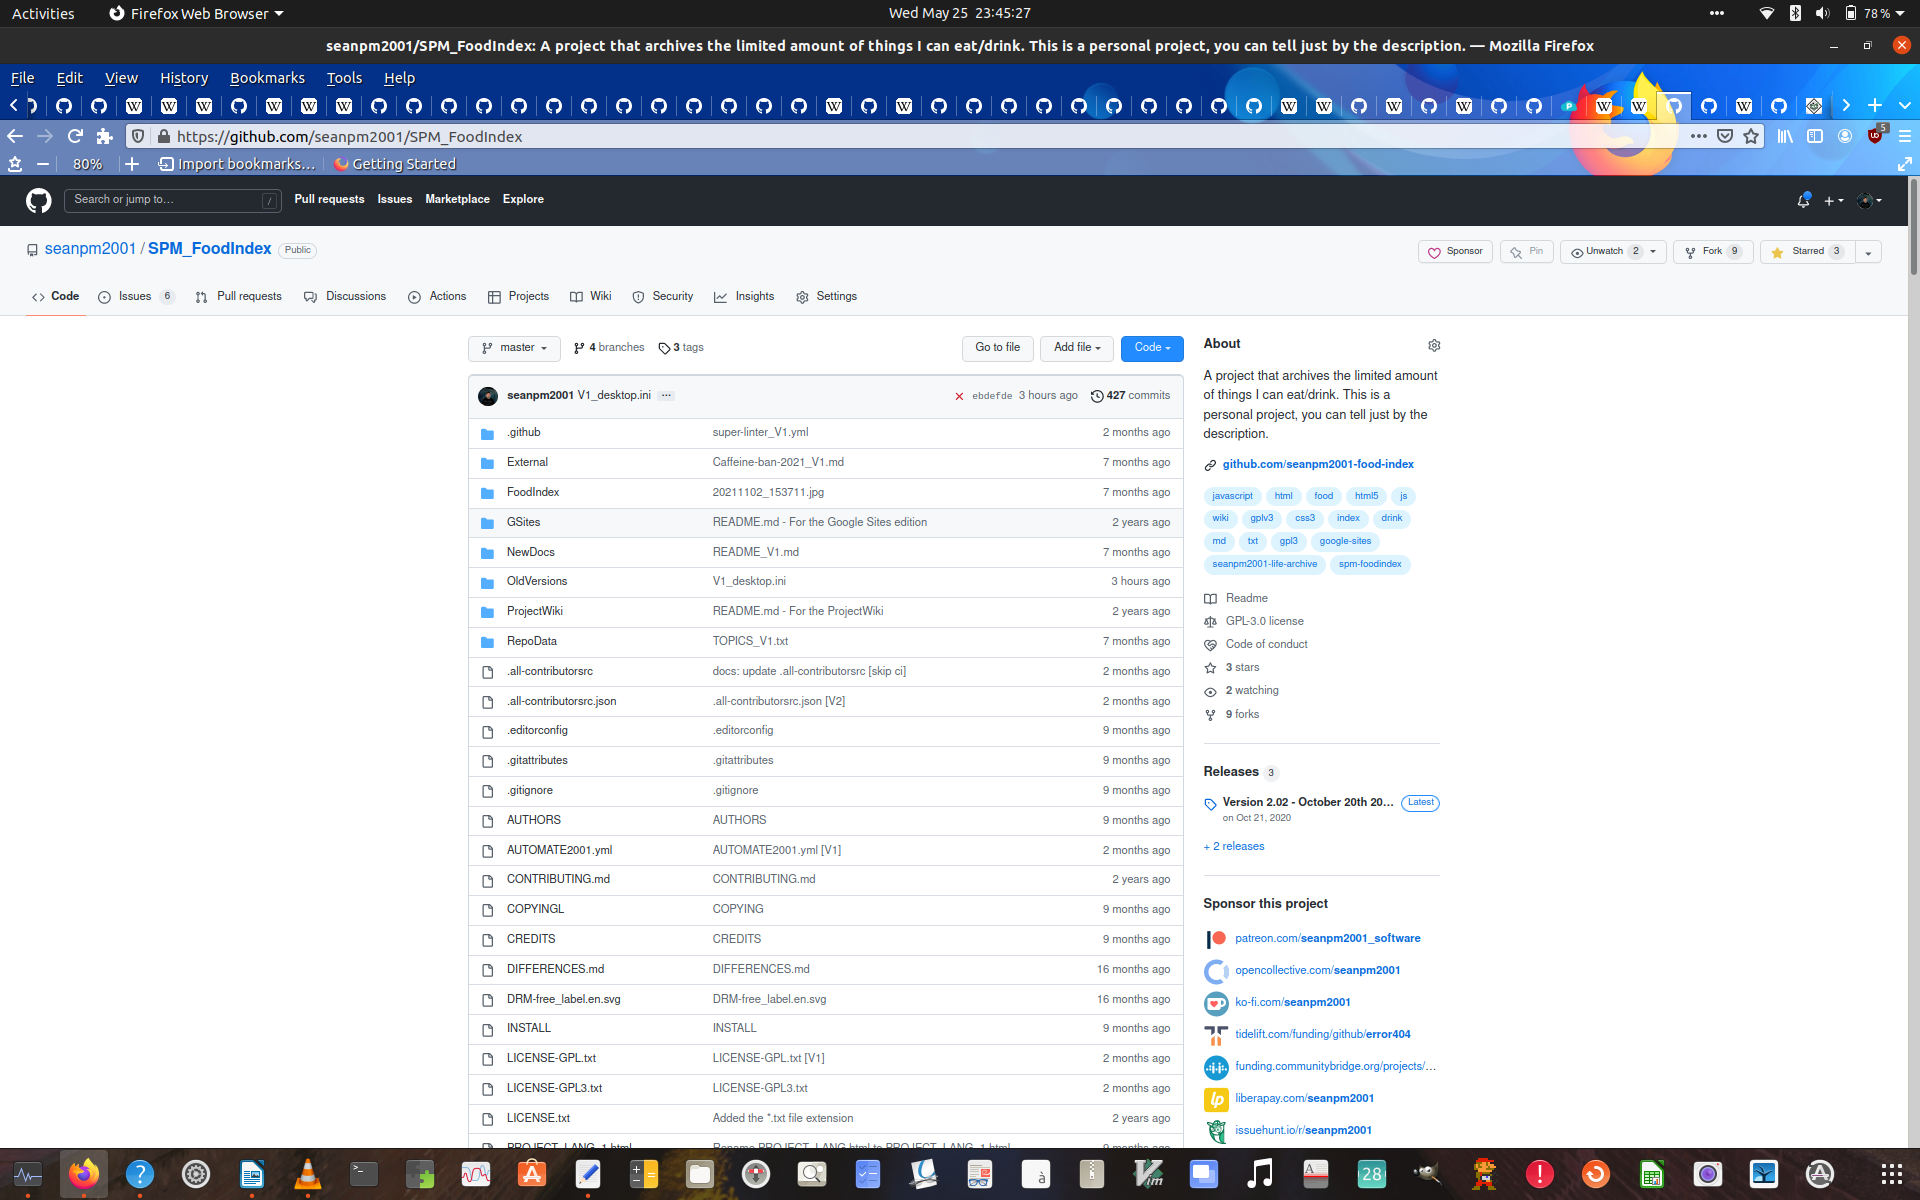 Activities
Firefox Web Browser
Wed May 25 23:45:27
78 %
seanpm2001/SPM_FoodIndex: A project that archives the limited amount of things I can eat/drink. This is a personal project, you can tell just by the description. — Mozilla Firefox
File Edit View History Bookmarks Tools Help
https://github.com/seanpm2001/SPM_FoodIndex
5
80%
Import bookmarks...
Getting Started
Search or jump to...
/
Pull requests Issues Marketplace Explore
seanpm2001 / SPM_FoodIndex Public
Sponsor
Pin
Unwatch 2
Fork 9
Starred 3
Code
Issues 6
Pull requests
Discussions
Actions
Projects
Wiki
Security
Insights
Settings
master
4 branches
3 tags
Go to file
Add file
Code
seanpm2001 V1_desktop.ini ...
ebdefde 3 hours ago
427 commits
.github super-linter_V1.yml 2 months ago
External Caffeine-ban-2021_V1.md 7 months ago
FoodIndex 20211102_153711.jpg 7 months ago
GSites README.md - For the Google Sites edition 2 years ago
NewDocs README_V1.md 7 months ago
OldVersions V1_desktop.ini 3 hours ago
ProjectWiki README.md - For the ProjectWiki 2 years ago
RepoData TOPICS_V1.txt 7 months ago
.all-contributorsrc docs: update .all-contributorsrc [skip ci] 2 months ago
.all-contributorsrc.json .all-contributorsrc.json [V2] 2 months ago
.editorconfig .editorconfig 9 months ago
.gitattributes .gitattributes 9 months ago
.gitignore .gitignore 9 months ago
AUTHORS AUTHORS 9 months ago
AUTOMATE2001.yml AUTOMATE2001.yml [V1] 2 months ago
CONTRIBUTING.md CONTRIBUTING.md 2 years ago
COPYINGL COPYING 9 months ago
CREDITS CREDITS 9 months ago
DIFFERENCES.md DIFFERENCES.md 16 months ago
DRM-free_label.en.svg DRM-free_label.en.svg 16 months ago
INSTALL INSTALL 9 months ago
LICENSE-GPL.txt LICENSE-GPL.txt [V1] 2 months ago
LICENSE-GPL3.txt LICENSE-GPL3.txt 2 months ago
LICENSE.txt Added the *.txt file extension 2 years ago
PROJECT_LANG_1.html Rename PROJECT_LANG.html to PROJECT_LANG_1.html 9 months ago
About
A project that archives the limited amount
of things I can eat/drink. This is a
personal project, you can tell just by the
description.
github.com/seanpm2001-food-index
javascript html food html5 js
wiki gplv3 css3 index drink
md txt gpl3 google-sites
seanpm2001-life-archive spm-foodindex
Readme
GPL-3.0 license
Code of conduct
3 stars
2 watching
9 forks
Releases 3
Version 2.02 - October 20th 20... Latest
on Oct 21, 2020
+ 2 releases
Sponsor this project
patreon.com/seanpm2001_software
opencollective.com/seanpm2001
ko-fi.com/seanpm2001
tidelift.com/funding/github/error404
funding.communitybridge.org/projects/...
liberapay.com/seanpm2001
issuehunt.io/r/seanpm2001
28